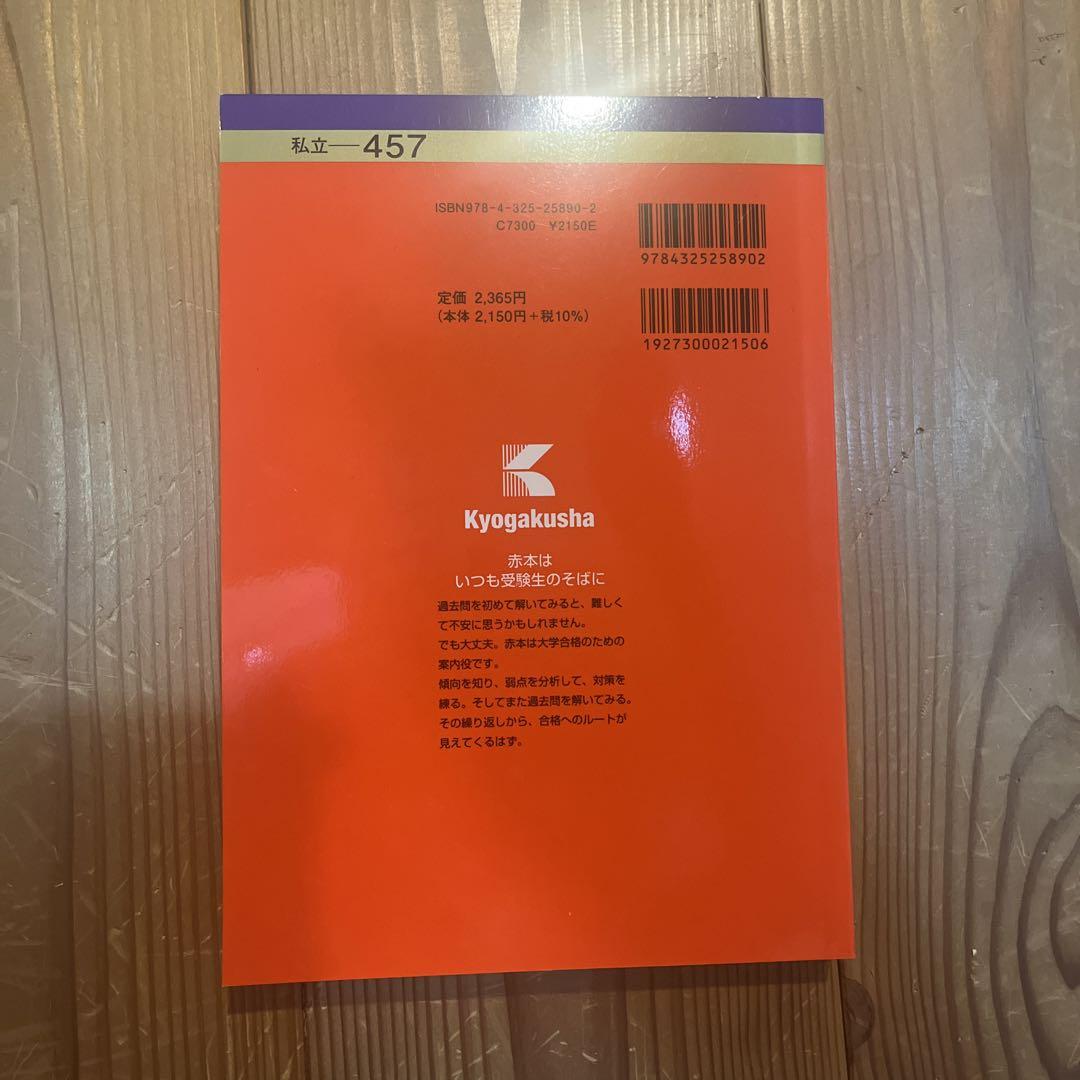 私立―457
ISBN978-4-325-25890-2
C7300 ¥2150E
9784325258902
定価 2,365円
(本体 2,150円+税10%)
1927300021506
Kyogakusha
赤本は
いつも受験生のそばに
過去問を初めて解いてみると、難しく
て不安に思うかもしれません。
でも大丈夫。赤本は大学合格のための
案内役です。
傾向を知り、弱点を分析して、対策を
練る。そしてまた過去問を解いてみる。
その繰り返しから、合格へのルートが
見えてくるはず。